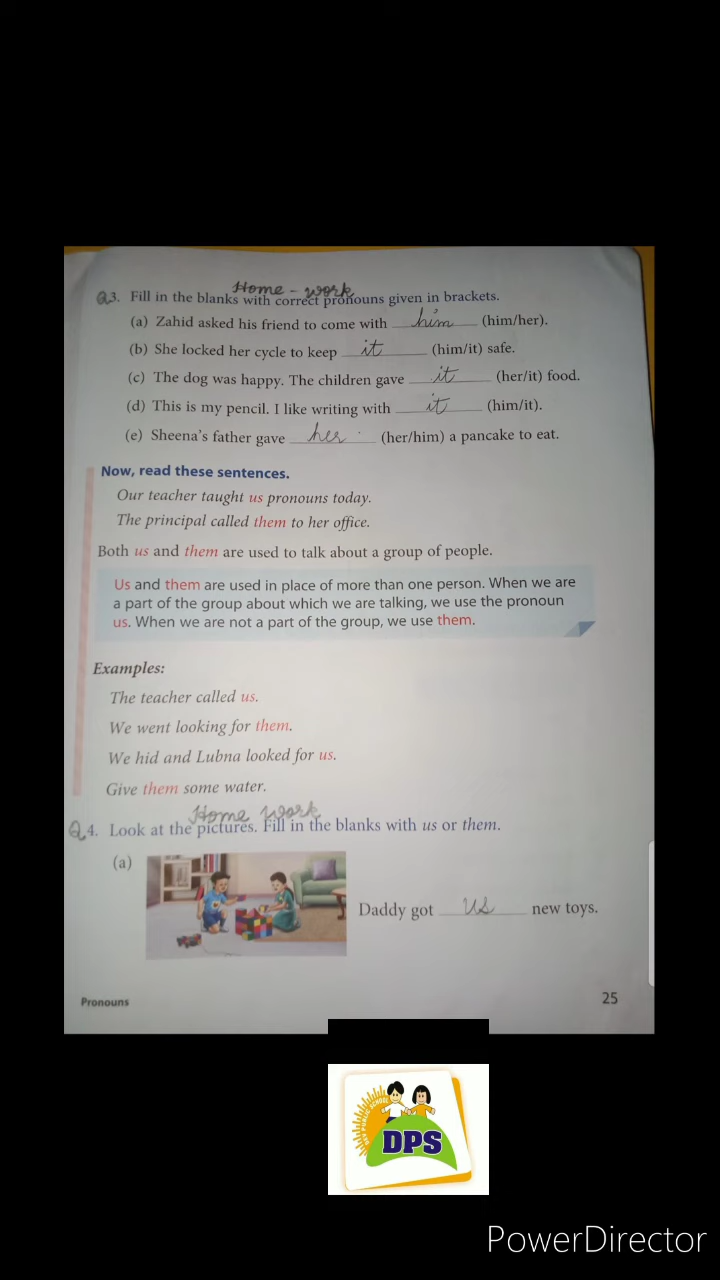 Home - work
Q3. Fill in the blanks with correct pronouns given in brackets.
(a) Zahid asked his friend to come with him (him/her).
(b) She locked her cycle to keep it (him/it) safe.
(c) The dog was happy. The children gave it (her/it) food.
(d) This is my pencil. I like writing with it (him/it).
(e) Sheena's father gave her (her/him) a pancake to eat.
Now, read these sentences.
Our teacher taught us pronouns today.
The principal called them to her office.
Both us and them are used to talk about a group of people.
Us and them are used in place of more than one person. When we are
a part of the group about which we are talking, we use the pronoun
us. When we are not a part of the group, we use them.
Examples:
The teacher called us.
We went looking for them.
We hid and Lubna looked for us.
Give them some water.
Home work
Q4. Look at the pictures. Fill in the blanks with us or them.
(a)
Daddy got us new toys.
Pronouns
25
DPS
PowerDirector